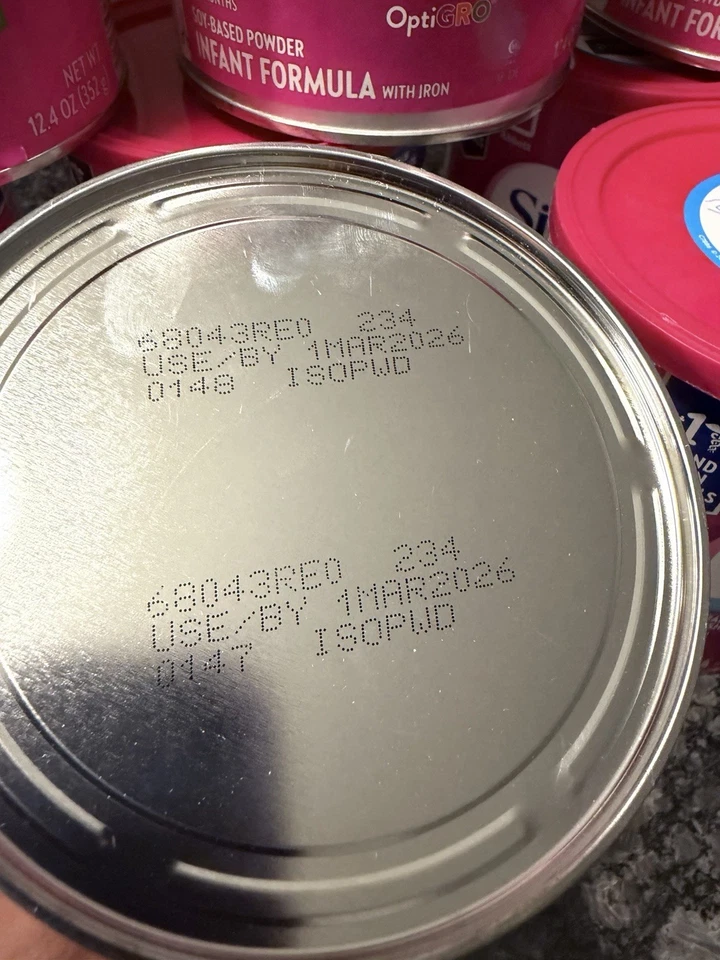 SOY-BASED POWDER
OptiGRO
INFANT FORMULA WITH IRON
INFANT FORM
NET WT
12.4 OZ (352 g)
68043RE0 234
USE/BY 1MAR2026
0148 ISOPWD
68043RE0 234
USE/BY 1MAR2026
0147 ISOPWD